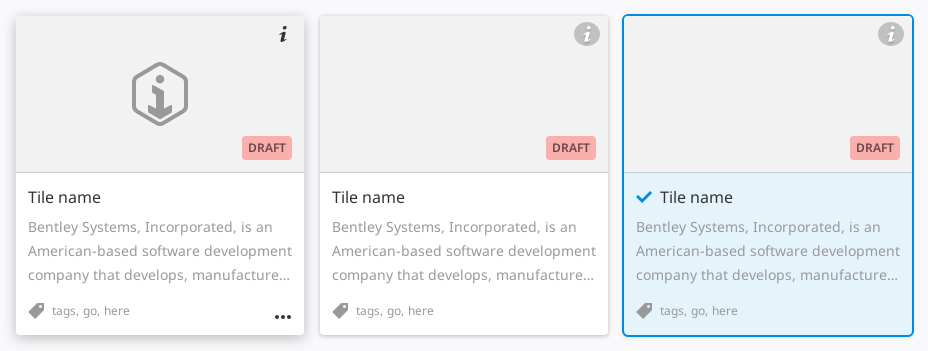 DRAFT
Tile name
Bentley Systems, Incorporated, is an
American-based software development
company that develops, manufacture...
tags, go, here
DRAFT
Tile name
Bentley Systems, Incorporated, is an
American-based software development
company that develops, manufacture...
tags, go, here
DRAFT
Tile name
Bentley Systems, Incorporated, is an
American-based software development
company that develops, manufacture...
tags, go, here